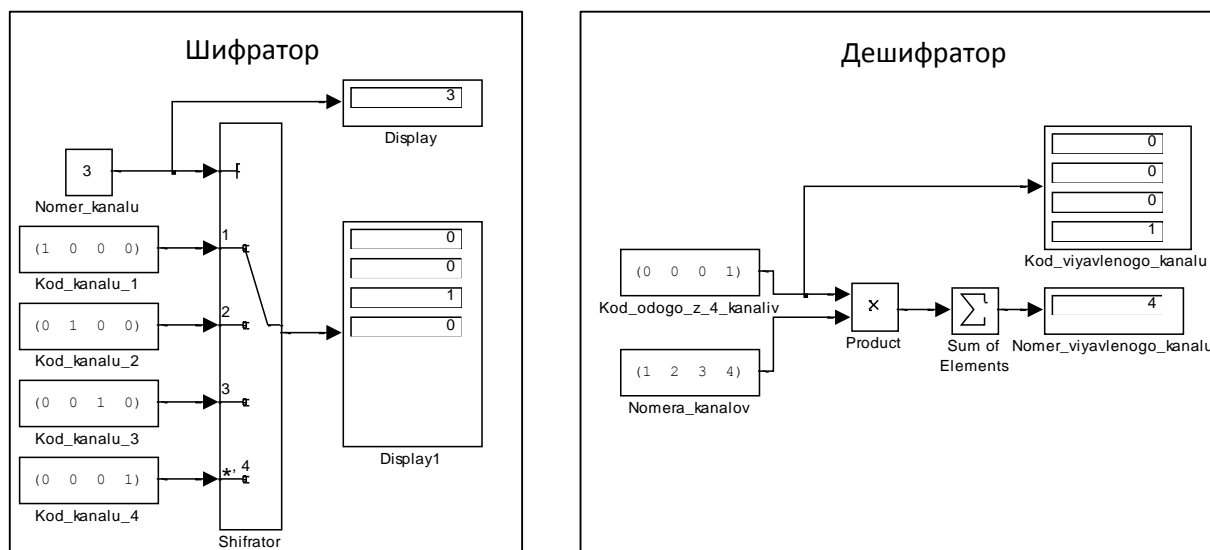 Шифратор
3
Display
3
Nomer_kanalu
1
(1 0 0 0)
Kod_kanalu_1
2
(0 1 0 0)
Kod_kanalu_2
3
(0 0 1 0)
Kod_kanalu_3
*, 4
(0 0 0 1)
Kod_kanalu_4
Shifrator
0
0
1
0
Display1
Дешифратор
0
0
0
1
Kod_viyavlenogo_kanalu
(0 0 0 1)
Kod_odogo_z_4_kanaliv
(1 2 3 4)
Nomera_kanalov
×
Product
Σ
Sum of
Elements
4
Nomer_viyavlenogo_kanalu